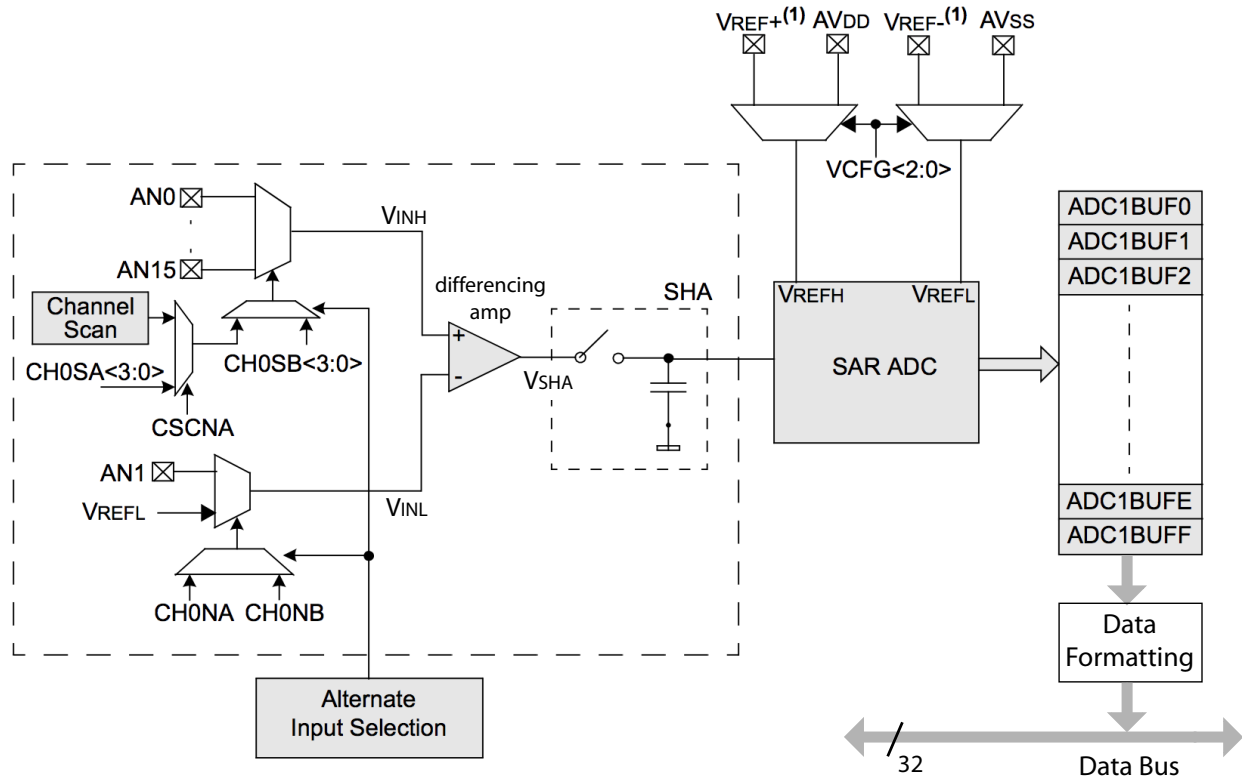 VREF+(1) AVDD VREF-(1) AVSS
VCFG<2:0>
AN0
AN15
VINH
Channel
Scan
CH0SA<3:0>
CH0SB<3:0>
CSCNA
AN1
VREFL
VINL
CH0NA CH0NB
differencing
amp
+
-
VSHA
SHA
VREFH VREFL
SAR ADC
ADC1BUF0
ADC1BUF1
ADC1BUF2
ADC1BUFE
ADC1BUFF
Data
Formatting
Alternate
Input Selection
32
Data Bus